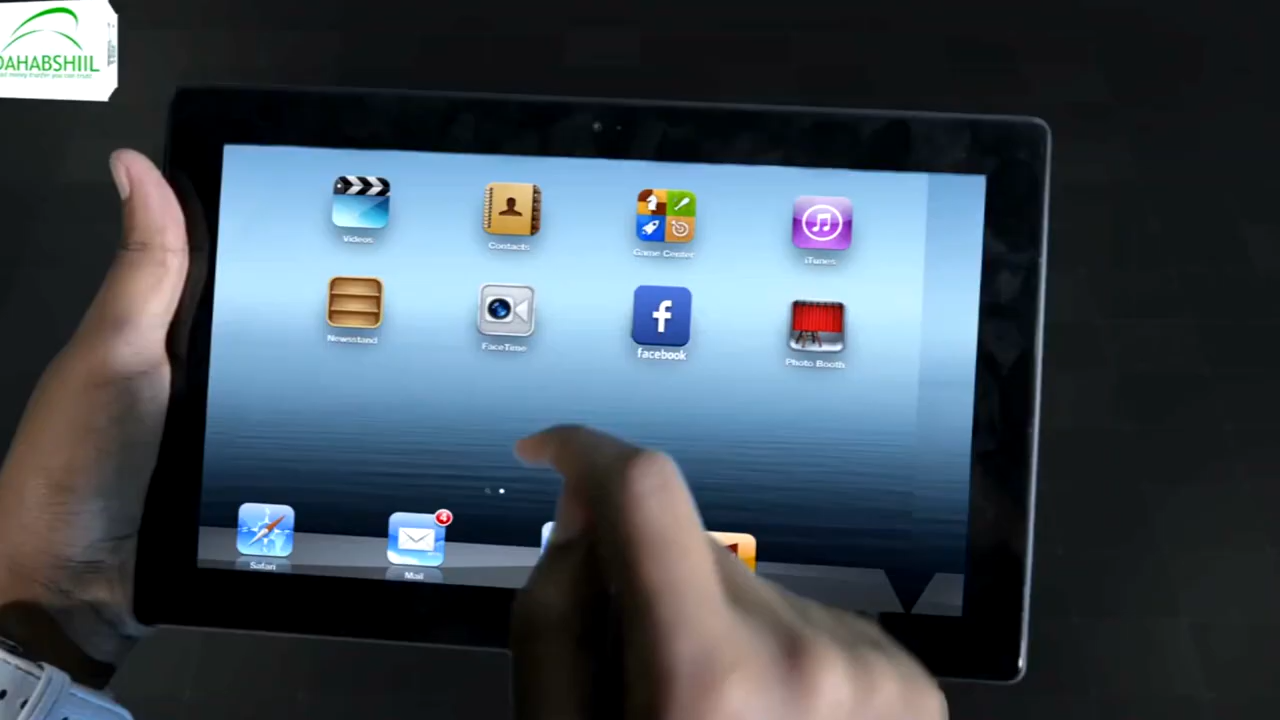 DAHABSHIIL
Videos
Contacts
Game Center
iTunes
Newsstand
FaceTime
facebook
Photo Booth
4
Safari
Mail